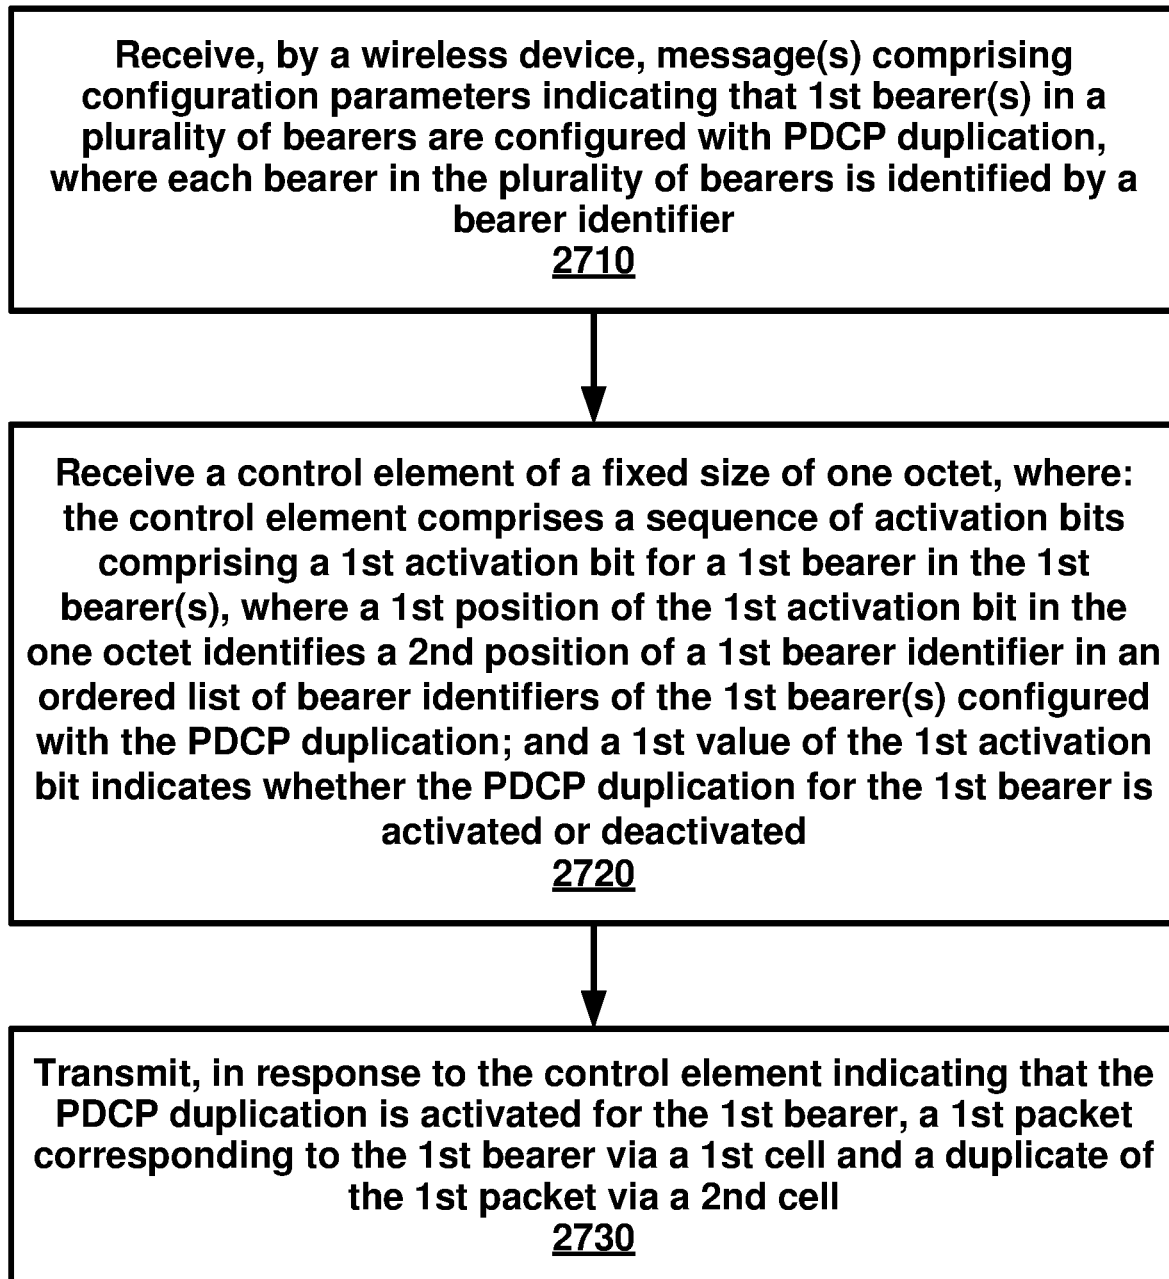 Receive, by a wireless device, message(s) comprising
configuration parameters indicating that 1st bearer(s) in a
plurality of bearers are configured with PDCP duplication,
where each bearer in the plurality of bearers is identified by a
bearer identifier
2710
Receive a control element of a fixed size of one octet, where:
the control element comprises a sequence of activation bits
comprising a 1st activation bit for a 1st bearer in the 1st
bearer(s), where a 1st position of the 1st activation bit in the
one octet identifies a 2nd position of a 1st bearer identifier in an
ordered list of bearer identifiers of the 1st bearer(s) configured
with the PDCP duplication; and a 1st value of the 1st activation
bit indicates whether the PDCP duplication for the 1st bearer is
activated or deactivated
2720
Transmit, in response to the control element indicating that the
PDCP duplication is activated for the 1st bearer, a 1st packet
corresponding to the 1st bearer via a 1st cell and a duplicate of
the 1st packet via a 2nd cell
2730